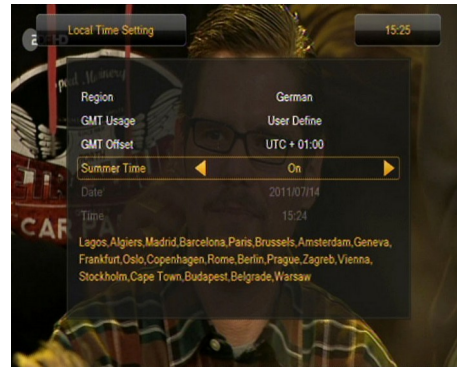 Local Time Setting
15:25
Region German
GMT Usage User Define
GMT Offset UTC + 01:00
Summer Time On
Date 2011/07/14
Time 15:24
Lagos,Algiers,Madrid,Barcelona,Paris,Brussels,Amsterdam,Geneva,
Frankfurt,Oslo,Copenhagen,Rome,Berlin,Prague,Zagreb,Vienna,
Stockholm,Cape Town,Budapest,Belgrade,Warsaw
CAR PA